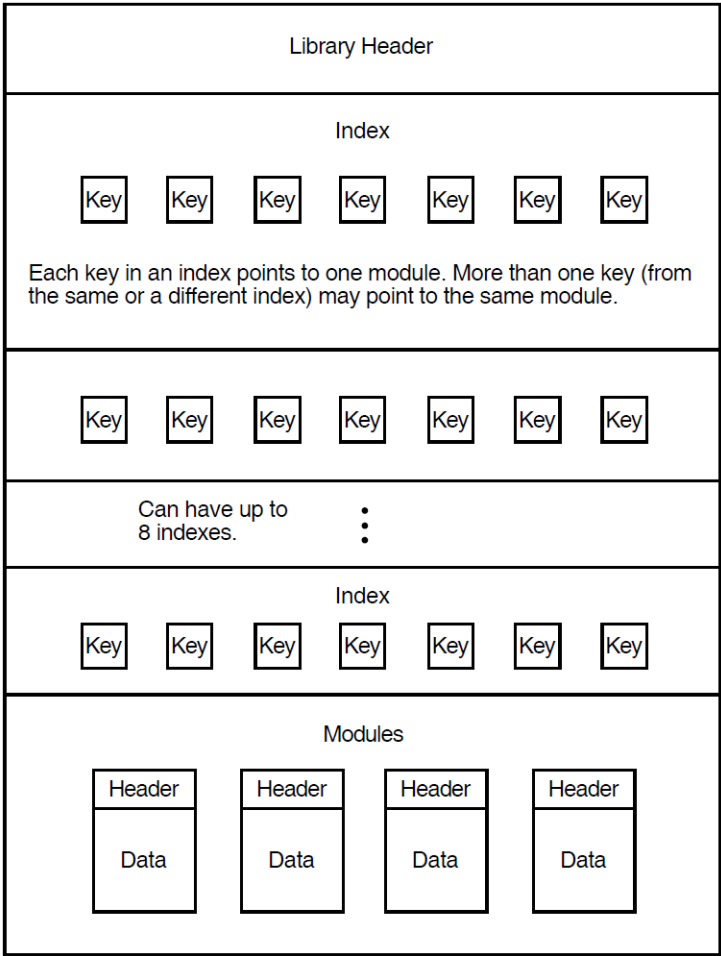 Library Header
Index
Key Key Key Key Key Key Key
Each key in an index points to one module. More than one key (from
the same or a different index) may point to the same module.
Key Key Key Key Key Key Key
Can have up to
8 indexes.
Index
Key Key Key Key Key Key Key
Modules
Header Header Header Header
Data Data Data Data